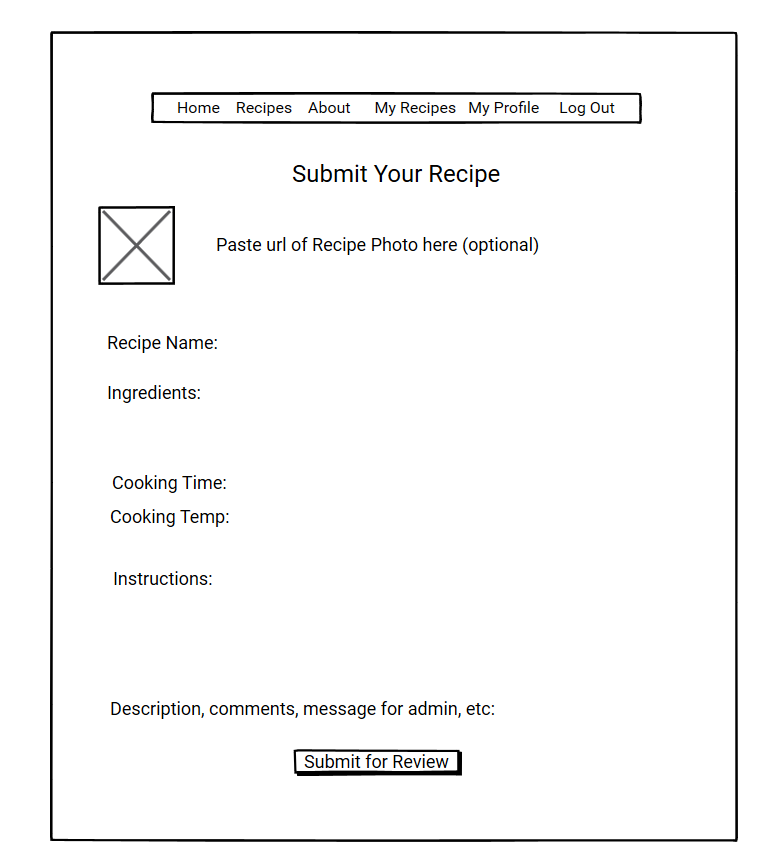 Home Recipes About My Recipes My Profile Log Out
Submit Your Recipe
Paste url of Recipe Photo here (optional)
Recipe Name:
Ingredients:
Cooking Time:
Cooking Temp:
Instructions:
Description, comments, message for admin, etc:
Submit for Review